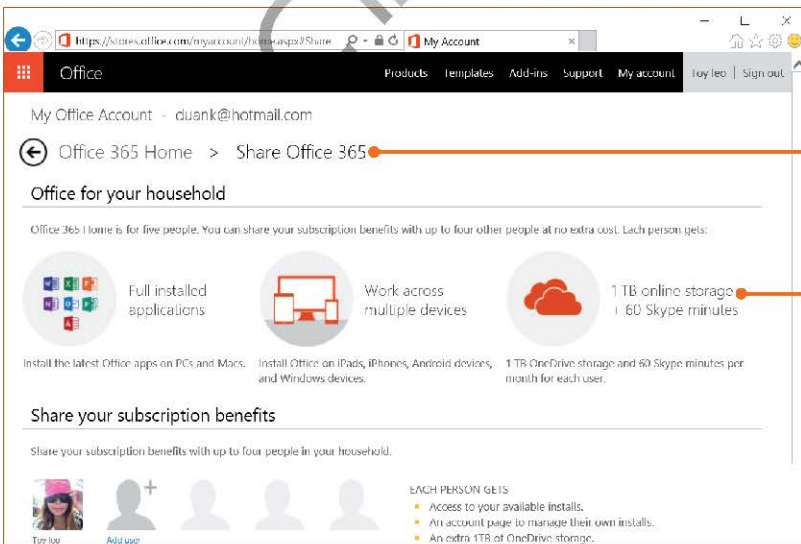 https://stores.office.com/myaccount/home.aspx#Share
My Account
Office
Products Templates Add-ins Support My account Toy leo Sign out
My Office Account - duank@hotmail.com
Office 365 Home > Share Office 365
Office for your household
Office 365 Home is for five people. You can share your subscription benefits with up to four other people at no extra cost. Each person gets:
Full installed
applications
Work across
multiple devices
1 TB online storage
+ 60 Skype minutes
Install the latest Office apps on PCs and Macs.
Install Office on iPads, iPhones, Android devices,
and Windows devices.
1 TB OneDrive storage and 60 Skype minutes per
month for each user.
Share your subscription benefits
Share your subscription benefits with up to four people in your household.
Toy leo
Add user
EACH PERSON GETS
Access to your available installs.
An account page to manage their own installs.
An extra 1TB of OneDrive storage.